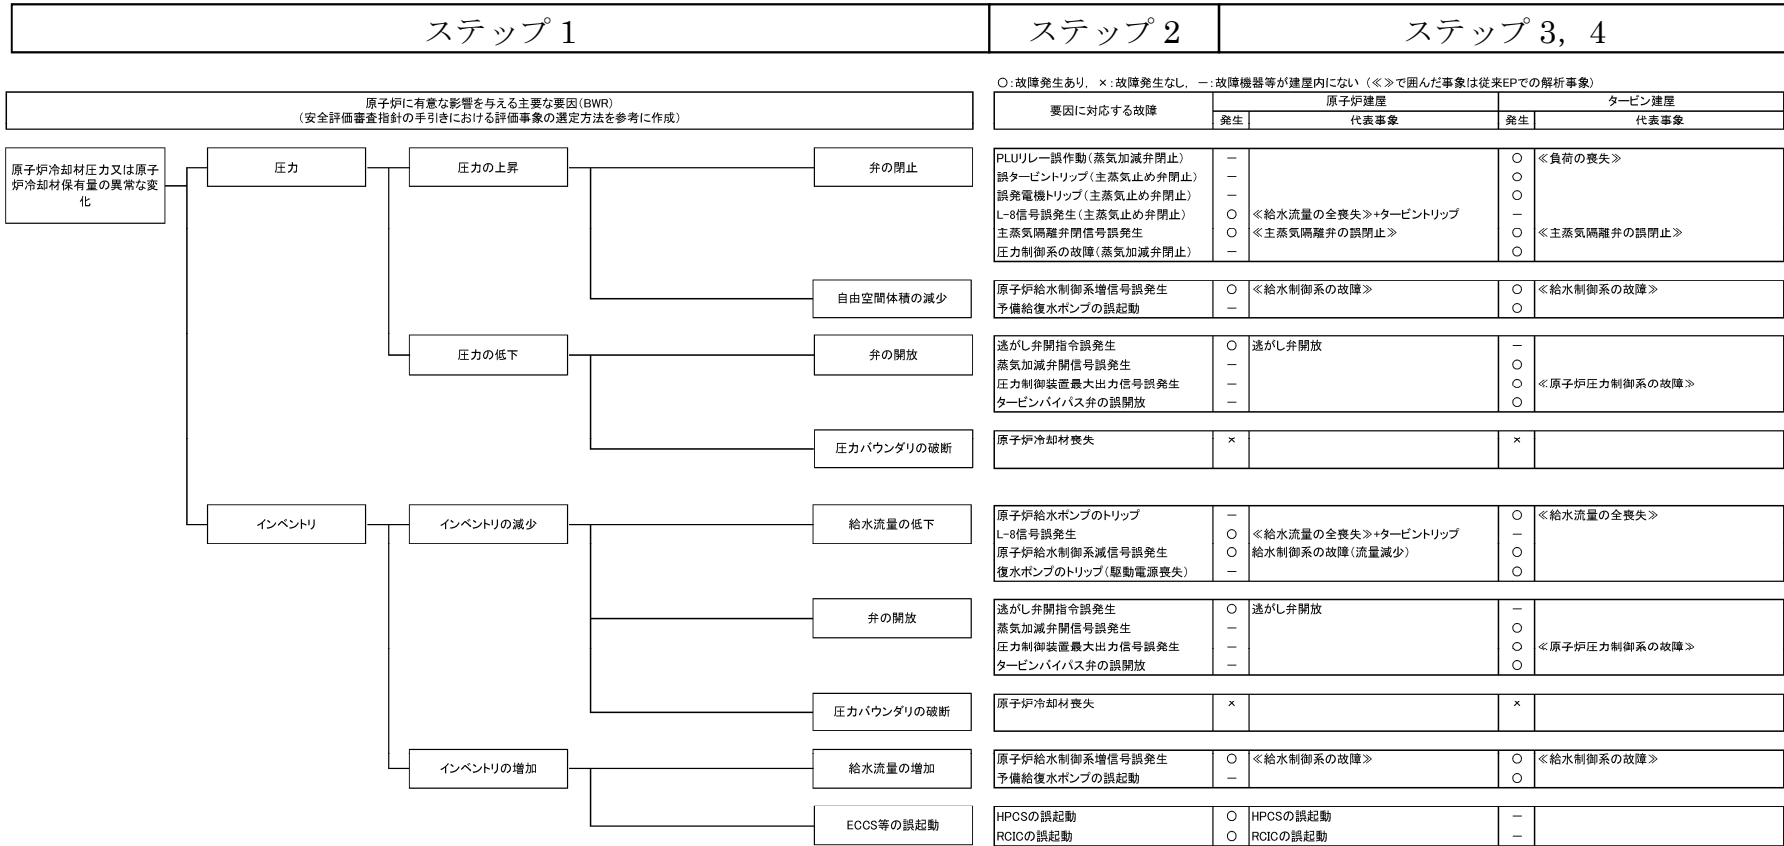 ステップ 1
ステップ 2
ステップ 3, 4
○:故障発生あり, ×:故障発生なし, −:故障機器等が建屋内にない (≪≫で囲んだ事象は従来EPでの解析事象)
原子炉に有意な影響を与える主要な要因(BWR)
(安全評価審査指針の手引きにおける評価事象の選定方法を参考に作成)
要因に対応する故障
原子炉建屋
タービン建屋
発生
代表事象
発生
代表事象
原子炉冷却材圧力又は原子
炉冷却材保有量の異常な変
化
圧力
圧力の上昇
弁の閉止
PLUリレー誤作動(蒸気加減弁閉止) − ○ ≪負荷の喪失≫
誤タービントリップ(主蒸気止め弁閉止) − ○
誤発電機トリップ(主蒸気止め弁閉止) − ○
L-8信号誤発生(主蒸気止め弁閉止) ○ ≪給水流量の全喪失≫+タービントリップ −
主蒸気隔離弁閉信号誤発生 ○ ≪主蒸気隔離弁の誤閉止≫ ○ ≪主蒸気隔離弁の誤閉止≫
圧力制御系の故障(蒸気加減弁閉止) − ○
自由空間体積の減少
原子炉給水制御系増信号誤発生 ○ ≪給水制御系の故障≫ ○ ≪給水制御系の故障≫
予備給復水ポンプの誤起動 − ○
圧力の低下
弁の開放
逃がし弁開指令誤発生 ○ 逃がし弁開放 −
蒸気加減弁開信号誤発生 − ○
圧力制御装置最大出力信号誤発生 − ○ ≪原子炉圧力制御系の故障≫
タービンバイパス弁の誤開放 − ○
圧力バウンダリの破断
原子炉冷却材喪失 × ×
インベントリ
インベントリの減少
給水流量の低下
原子炉給水ポンプのトリップ − ○ ≪給水流量の全喪失≫
L-8信号誤発生 ○ ≪給水流量の全喪失≫+タービントリップ −
原子炉給水制御系減信号誤発生 ○ 給水制御系の故障(流量減少) ○
復水ポンプのトリップ(駆動電源喪失) − ○
弁の開放
逃がし弁開指令誤発生 ○ 逃がし弁開放 −
蒸気加減弁開信号誤発生 − ○
圧力制御装置最大出力信号誤発生 − ○ ≪原子炉圧力制御系の故障≫
タービンバイパス弁の誤開放 − ○
圧力バウンダリの破断
原子炉冷却材喪失 × ×
インベントリの増加
給水流量の増加
原子炉給水制御系増信号誤発生 ○ ≪給水制御系の故障≫ ○ ≪給水制御系の故障≫
予備給復水ポンプの誤起動 − ○
ECCS等の誤起動
HPCSの誤起動 ○ HPCSの誤起動 −
RCICの誤起動 ○ RCICの誤起動 −